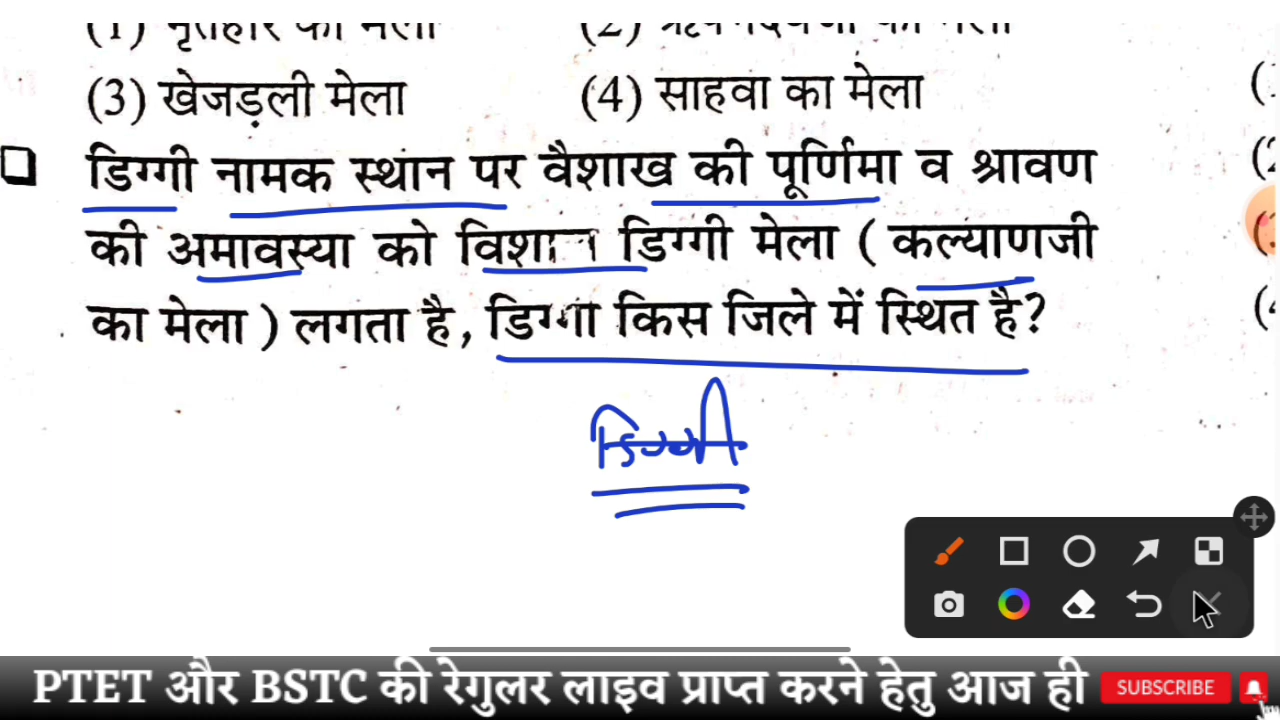 (3) खेजड़ली मेला (4) साहवा का मेला
डिग्गी नामक स्थान पर वैशाख की पूर्णिमा व श्रावण
की अमावस्या को डिग्गी मेला ( कल्याणजी
का मेला ) लगता है, डिग्गी किस जिले में स्थित है?
डिग्गी
PTET और BSTC की रेगुलर लाइव प्राप्त करने हेतु आज ही SUBSCRIBE